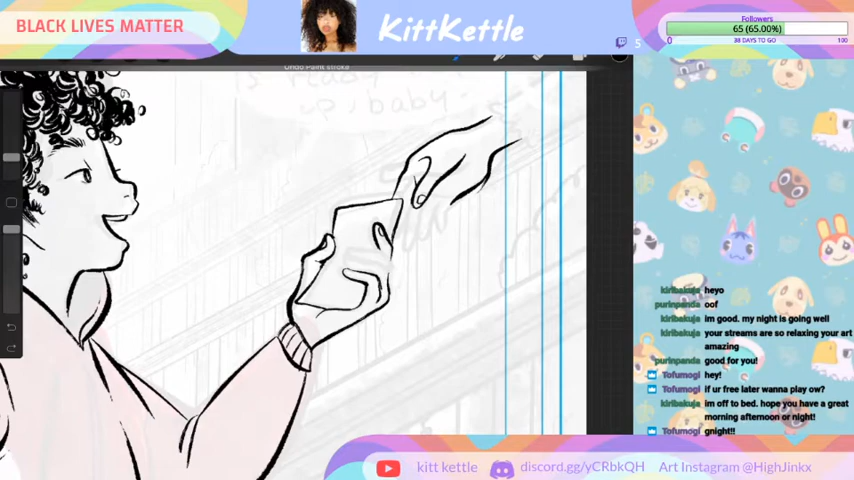 BLACK LIVES MATTER
KittKettle
5
Followers
65 (65.00%)
0
38 DAYS TO GO
100
Undo Paint stroke
ready
up, baby
kiribakuja heyo
purinpanda oof
kiribakuja im good. my night is going well
kiribakuja your streams are so relaxing your art
amazing
purinpanda good for you!
Tofumogi hey!
Tofumogi if ur free later wanna play ow?
kiribakuja im off to bed. hope you have a great
morning afternoon or night!
Tofumogi gnight!!
kitt kettle
discord.gg/yCRbkQH
Art Instagram @HighJinkx